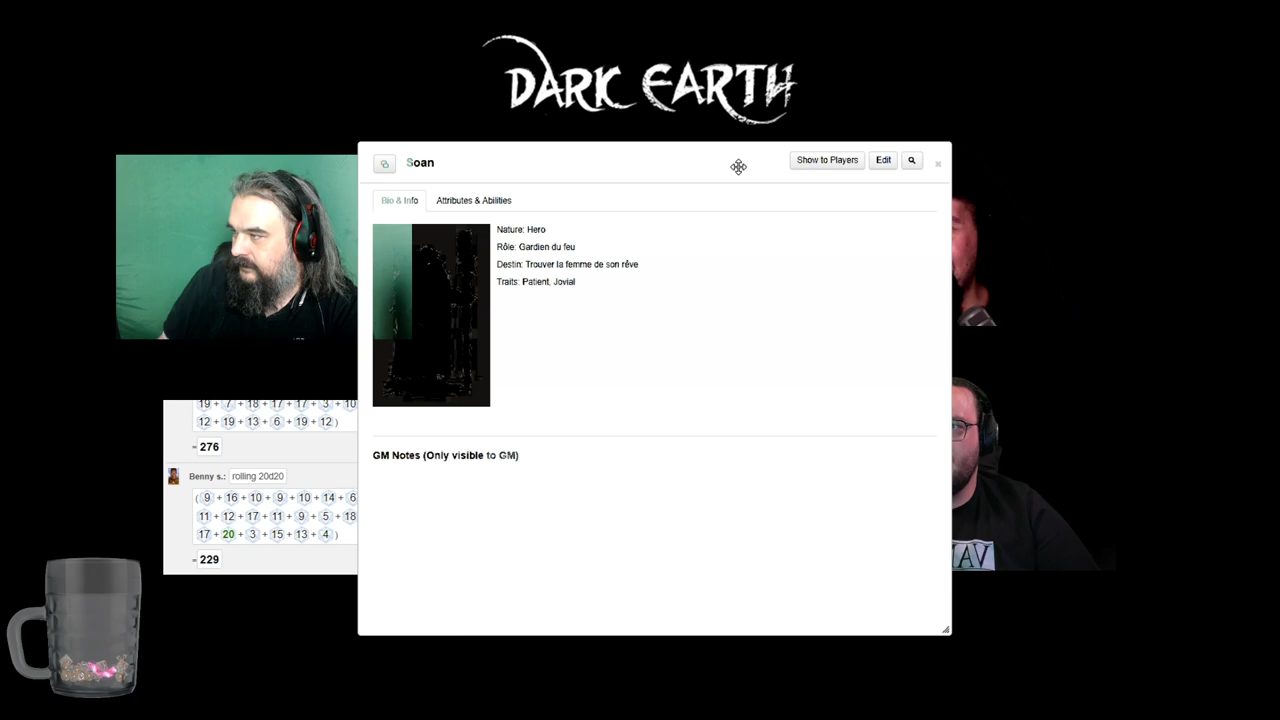 DARK EARTH
Soan
Show to Players
Edit
Bio & Info
Attributes & Abilities
Nature: Hero
Rôle: Gardien du feu
Destin: Trouver la femme de son rêve
Traits: Patient, Jovial
GM Notes (Only visible to GM)
19 + 7 + 18 + 17 + 17 + 3 + 10
12 + 19 + 13 + 6 + 19 + 12 )
= 276
Benny s.: rolling 20d20
( 9 + 16 + 10 + 9 + 10 + 14 + 6
11 + 12 + 17 + 11 + 9 + 5 + 18
17 + 20 + 3 + 15 + 13 + 4 )
= 229